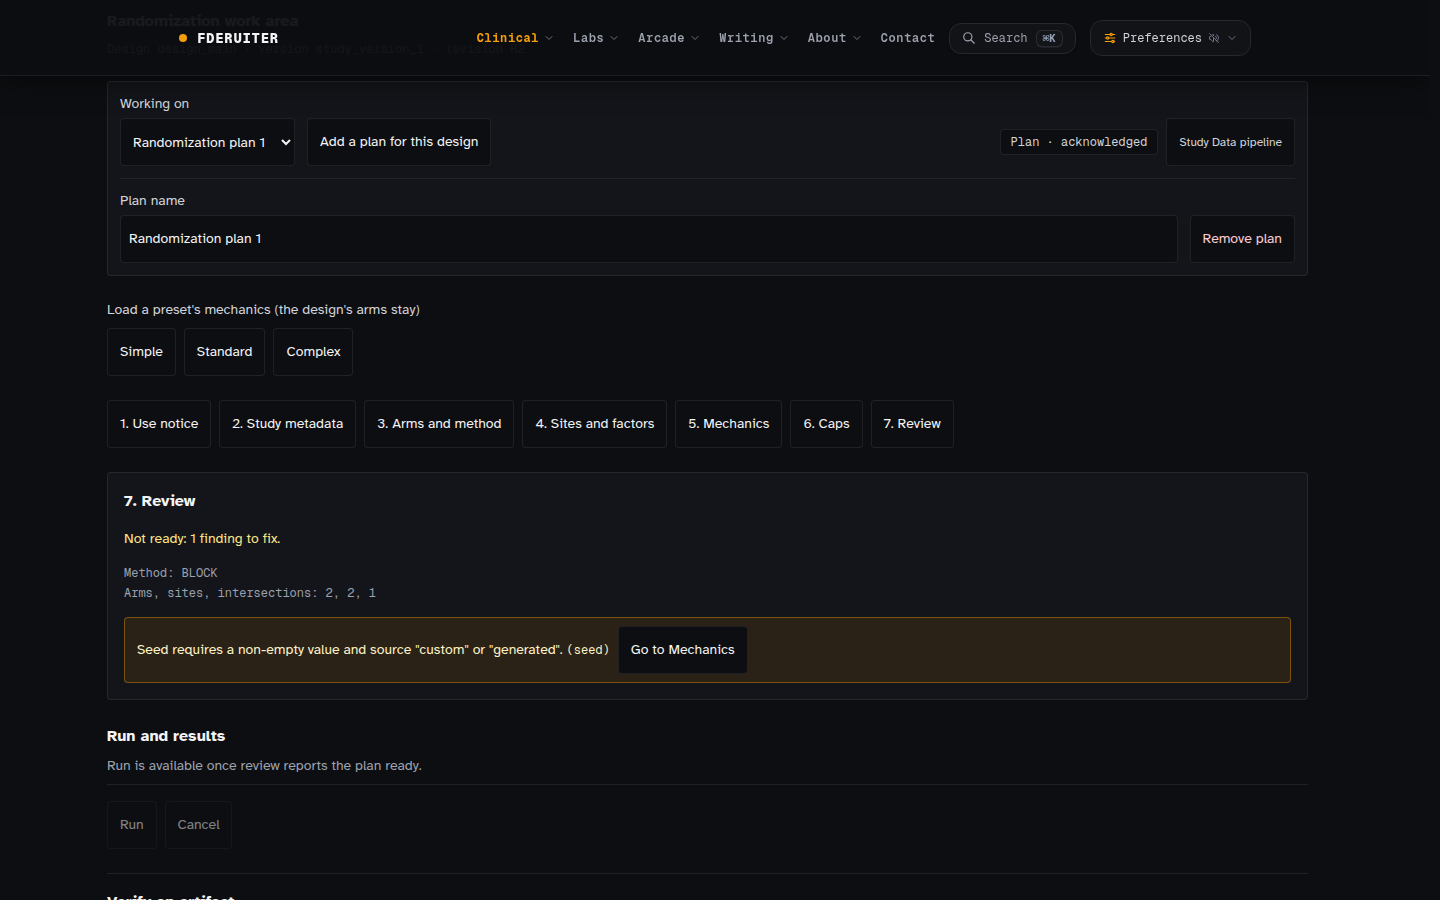 Randomization work area
FDERUITER
Clinical
Labs
Arcade
Writing
About
Contact
Search ⌘K
Preferences
Working on
Randomization plan 1
Add a plan for this design
Plan · acknowledged
Study Data pipeline
Plan name
Randomization plan 1
Remove plan
Load a preset's mechanics (the design's arms stay)
Simple
Standard
Complex
1. Use notice
2. Study metadata
3. Arms and method
4. Sites and factors
5. Mechanics
6. Caps
7. Review
7. Review
Not ready: 1 finding to fix.
Method: BLOCK
Arms, sites, intersections: 2, 2, 1
Seed requires a non-empty value and source "custom" or "generated". (seed)
Go to Mechanics
Run and results
Run is available once review reports the plan ready.
Run
Cancel
Verify an artifact